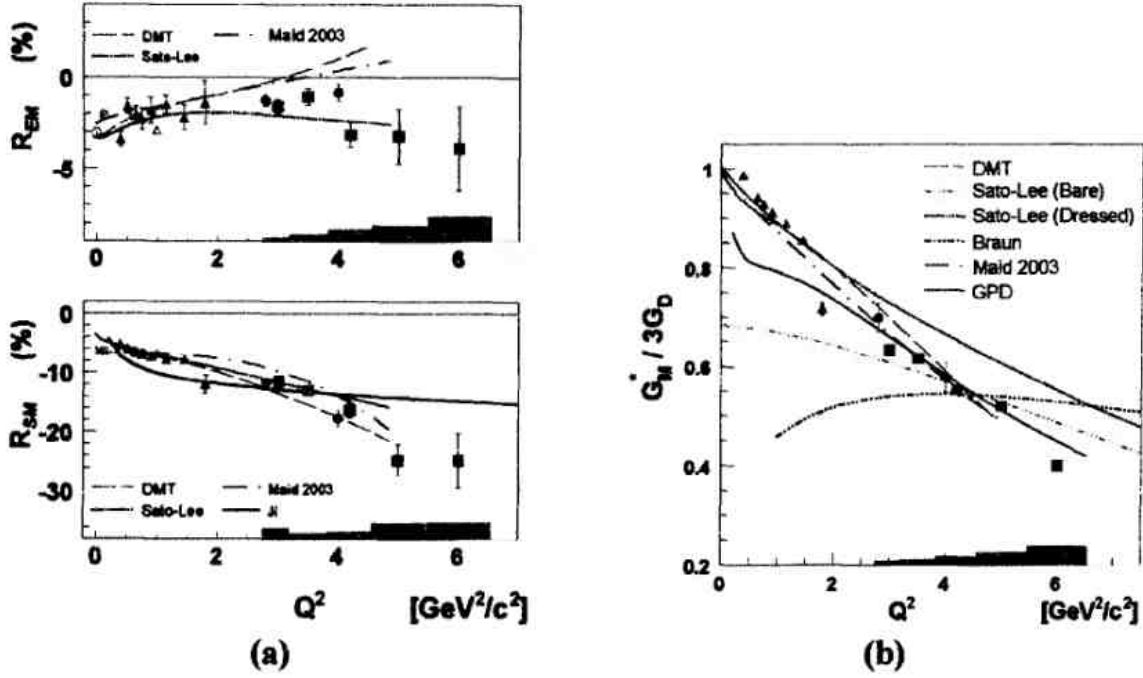 R_EM (%)
DMT
Maid 2003
Sato-Lee
0
-5
0 2 4 6
R_SM (%)
0
-10
-20
-30
DMT
Maid 2003
Sato-Lee
Ji
0 2 4 6
Q² [GeV²/c²]
(a)
G*_M / 3G_D
1
0.8
0.6
0.4
0.2
DMT
Sato-Lee (Bare)
Sato-Lee (Dressed)
Braun
Maid 2003
GPD
0 2 4 6
Q² [GeV²/c²]
(b)